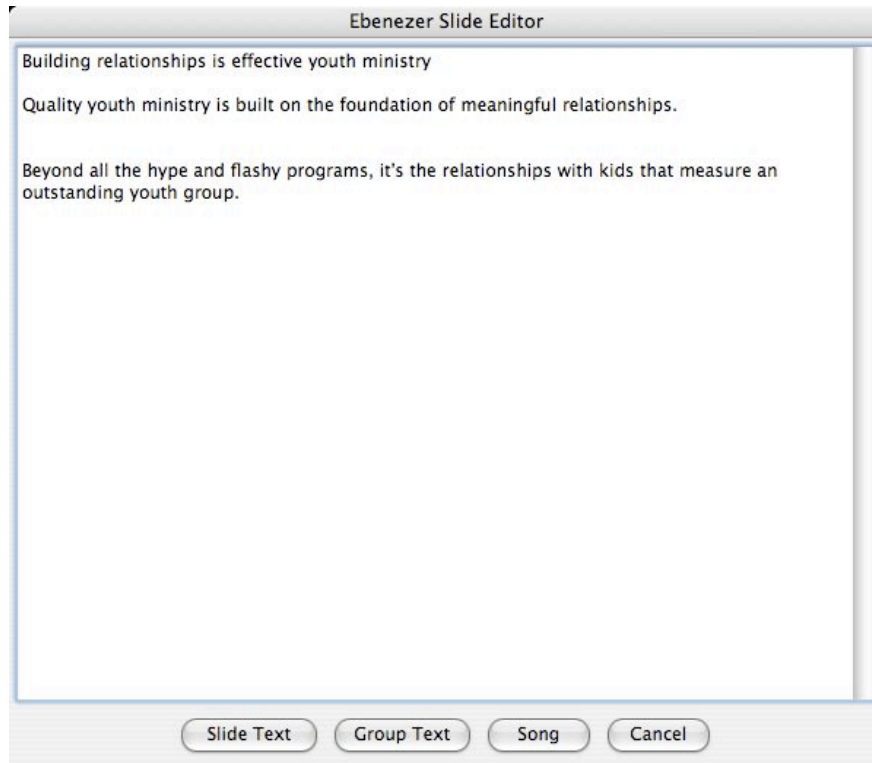 Ebenezer Slide Editor
Building relationships is effective youth ministry
Quality youth ministry is built on the foundation of meaningful relationships.
Beyond all the hype and flashy programs, it's the relationships with kids that measure an
outstanding youth group.
Slide Text
Group Text
Song
Cancel